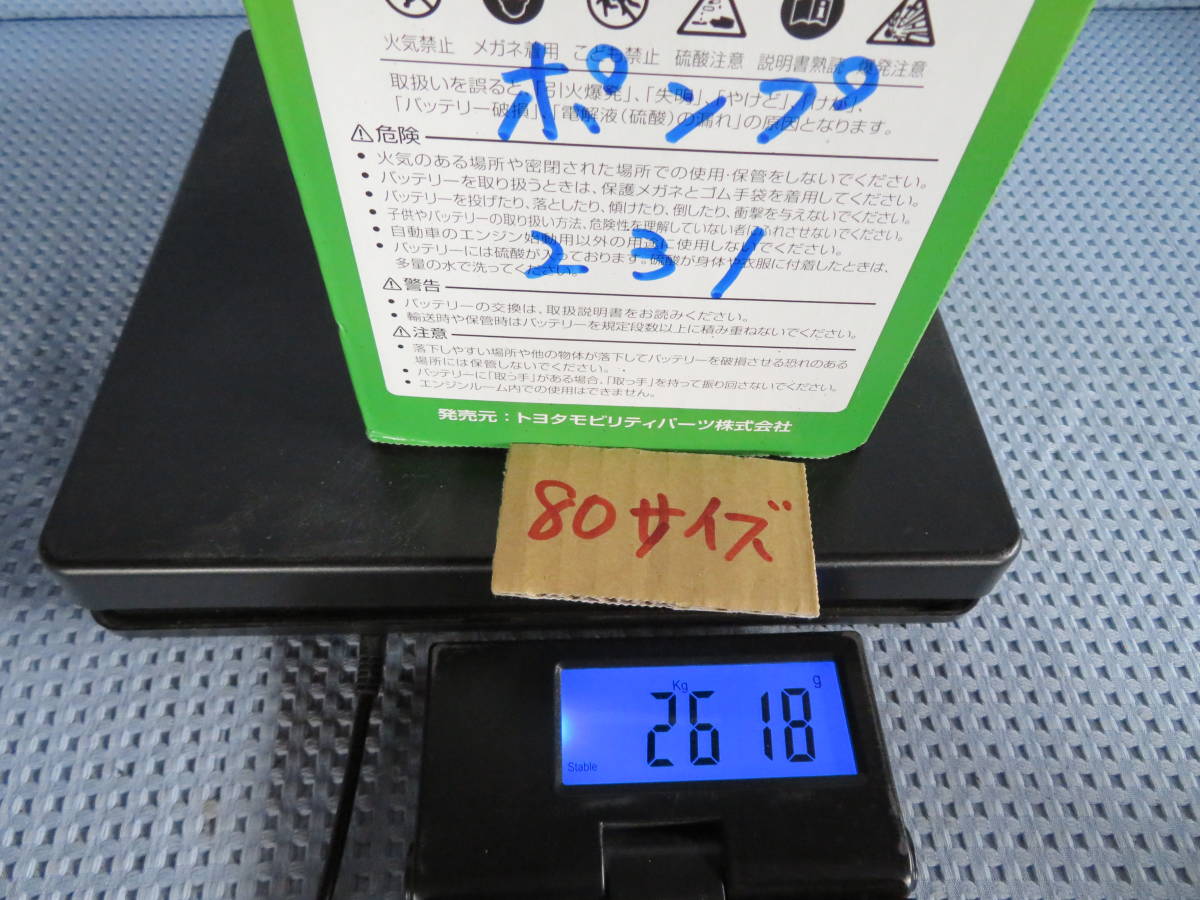 火気禁止 メガネ着用 こども禁止 硫酸注意 説明書熟読 爆発注意
ポンプ
取扱いを誤ると、「引火爆発」、「失明」、「やけど」、「けが」、
「バッテリー破損」、「電解液(硫酸)の漏れ」の原因となります。
⚠危険
• 火気のある場所や密閉された場所での使用・保管をしないでください。
• バッテリーを取り扱うときは、保護メガネとゴム手袋を着用してください。
• バッテリーを投げたり、落としたり、傾けたり、倒したり、衝撃を与えないでください。
• 子供やバッテリーの取り扱い方法、危険性を理解していない者にふれさせないでください。
• 自動車のエンジン始動用以外の用途に使用しないでください。
• バッテリーには硫酸が入っております。硫酸が身体や衣服に付着したときは、
多量の水で洗ってください。
231
⚠警告
• バッテリーの交換は、取扱説明書をお読みください。
• 輸送時や保管時はバッテリーを規定段数以上に積み重ねないでください。
⚠注意
• 落下しやすい場所や他の物体が落下してバッテリーを破損させる恐れのある
場所には保管しないでください。
• バッテリーに「取っ手」がある場合、「取っ手」を持って振り回さないでください。
• エンジンルーム内での使用はできません。
発売元:トヨタモビリティパーツ株式会社
80サイズ
Kg g
2618
Stable